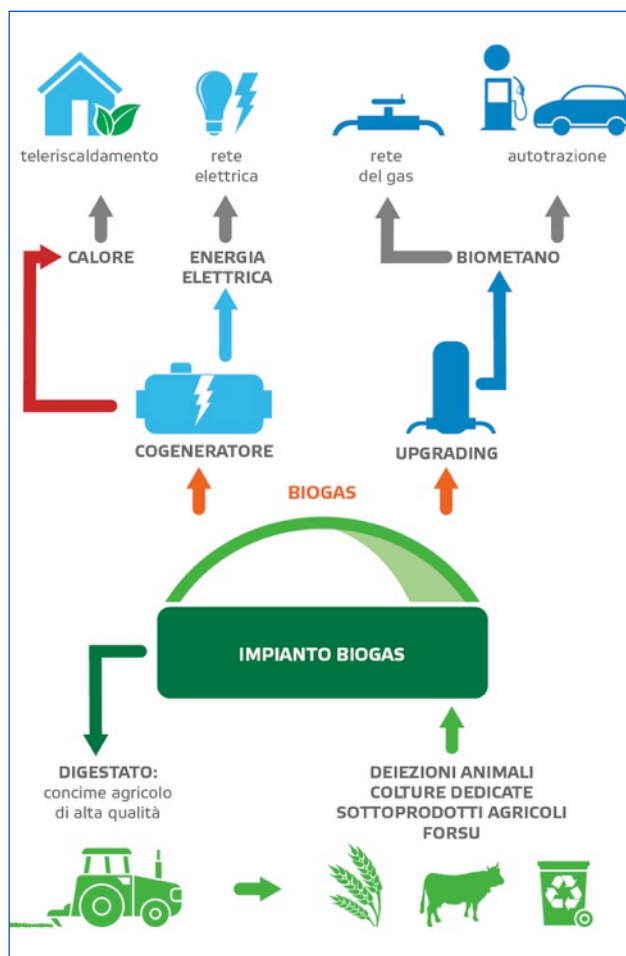 teleriscaldamento
rete
elettrica
rete
del gas
autotrazione
CALORE
ENERGIA
ELETTRICA
BIOMETANO
COGENERATORE
UPGRADING
BIOGAS
IMPIANTO BIOGAS
DIGESTATO:
concime agricolo
di alta qualità
DEIEZIONI ANIMALI
COLTURE DEDICATE
SOTTOPRODOTTI AGRICOLI
FORSU